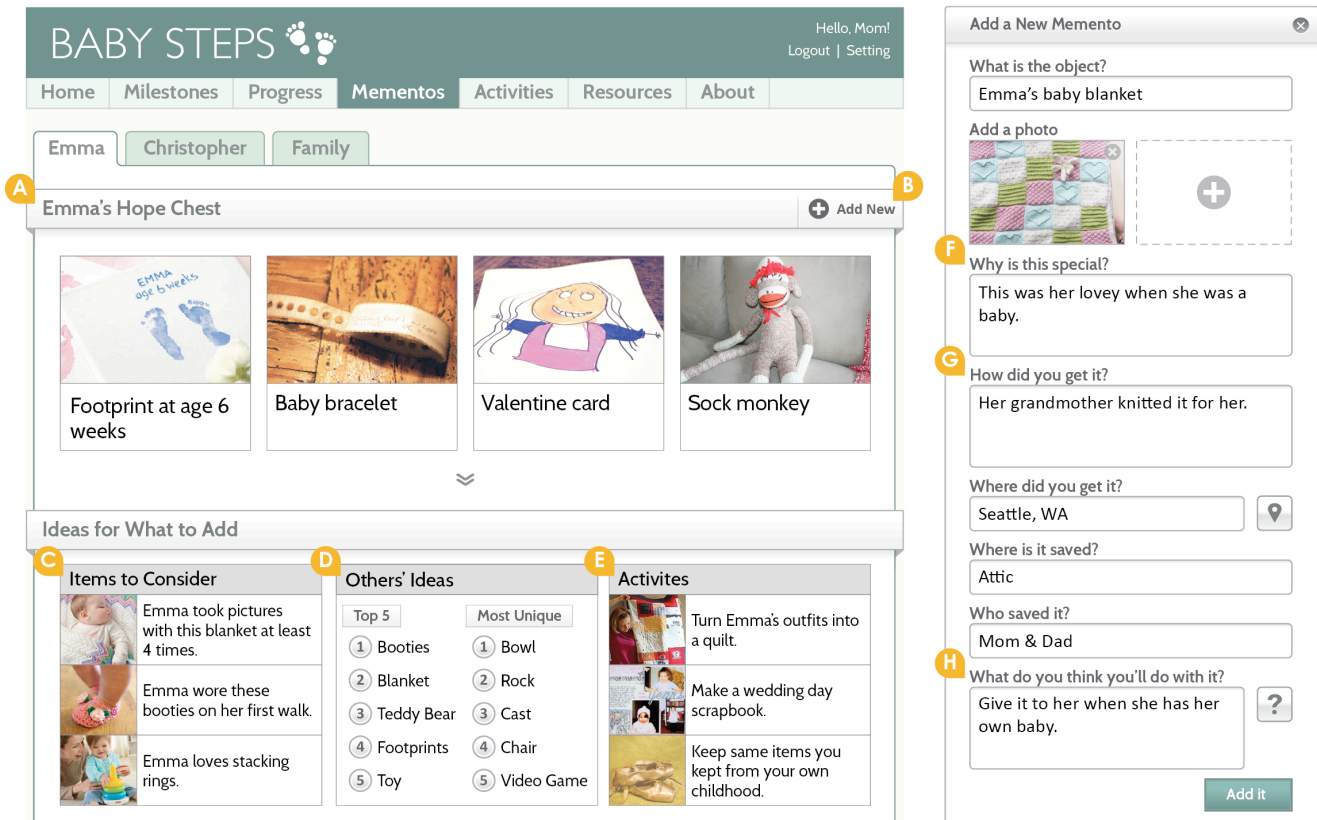 BABY STEPS
Hello, Mom!
Logout | Setting
Home
Milestones
Progress
Mementos
Activities
Resources
About
Emma
Christopher
Family
A
B
Emma's Hope Chest
Add New
EMMA
age 6 weeks
Footprint at age 6
weeks
Baby bracelet
Valentine card
Sock monkey
Ideas for What to Add
C
Items to Consider
Emma took pictures
with this blanket at least
4 times.
Emma wore these
booties on her first walk.
Emma loves stacking
rings.
D
Others' Ideas
Top 5
1 Booties
2 Blanket
3 Teddy Bear
4 Footprints
5 Toy
Most Unique
1 Bowl
2 Rock
3 Cast
4 Chair
5 Video Game
E
Activites
Turn Emma's outfits into
a quilt.
Make a wedding day
scrapbook.
Keep same items you
kept from your own
childhood.
Add a New Memento
What is the object?
Emma's baby blanket
Add a photo
F
Why is this special?
This was her lovey when she was a
baby.
G
How did you get it?
Her grandmother knitted it for her.
Where did you get it?
Seattle, WA
Where is it saved?
Attic
Who saved it?
Mom & Dad
H
What do you think you'll do with it?
Give it to her when she has her
own baby.
?
Add it